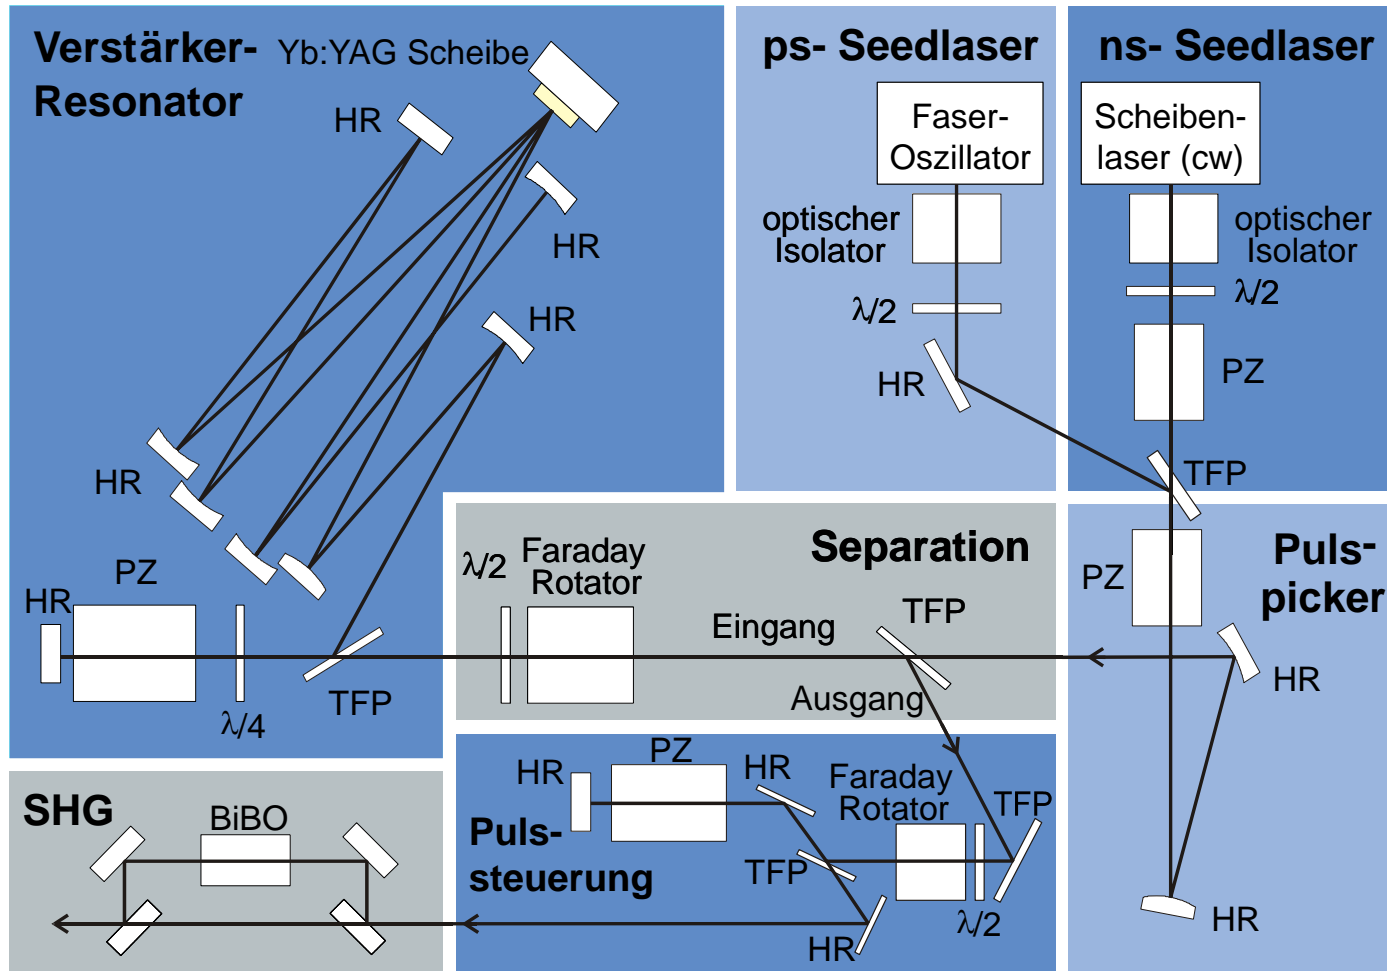 Verstärker-
Resonator
Yb:YAG Scheibe
HR
HR
HR
HR
HR
PZ
λ/4
TFP
ps- Seedlaser
Faser-
Oszillator
optischer
Isolator
λ/2
HR
ns- Seedlaser
Scheiben-
laser (cw)
optischer
Isolator
λ/2
PZ
TFP
Separation
λ/2
Faraday
Rotator
Eingang
TFP
Ausgang
Puls-
picker
PZ
HR
HR
SHG
BiBO
Puls-
steuerung
HR
PZ
HR
TFP
Faraday
Rotator
TFP
λ/2
HR